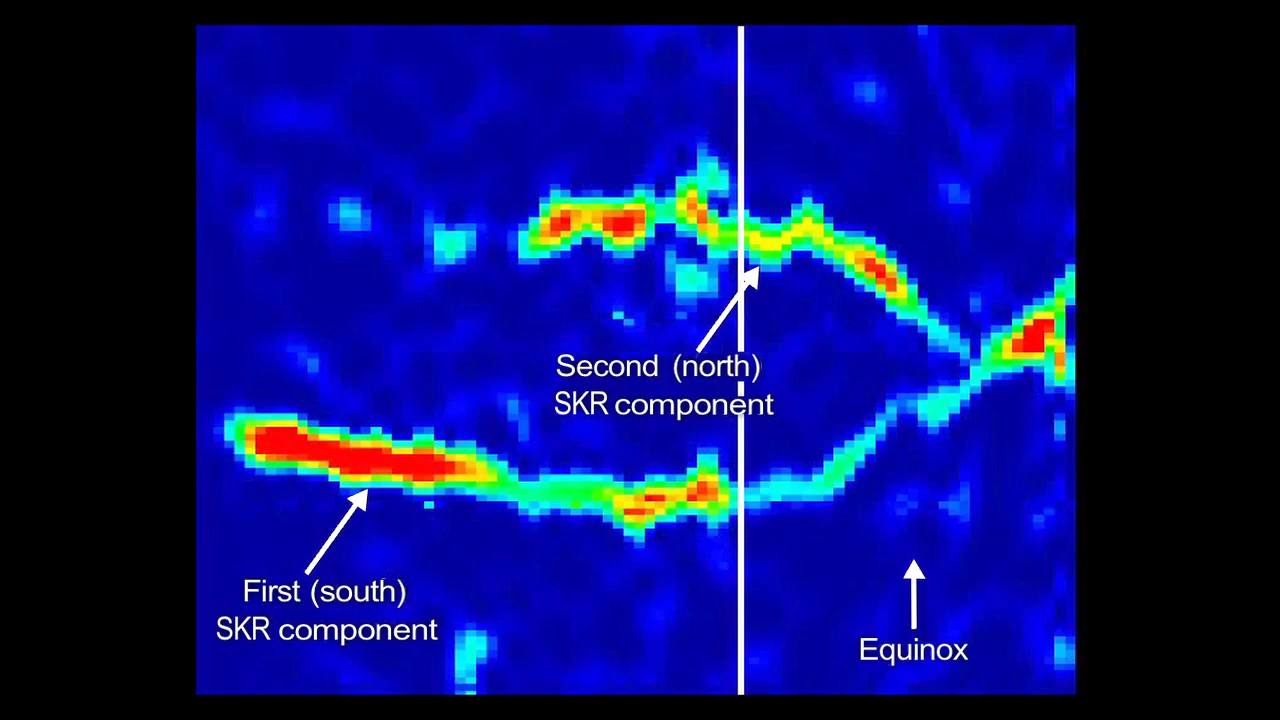 Second (north)
SKR component
First (south)
SKR component
Equinox